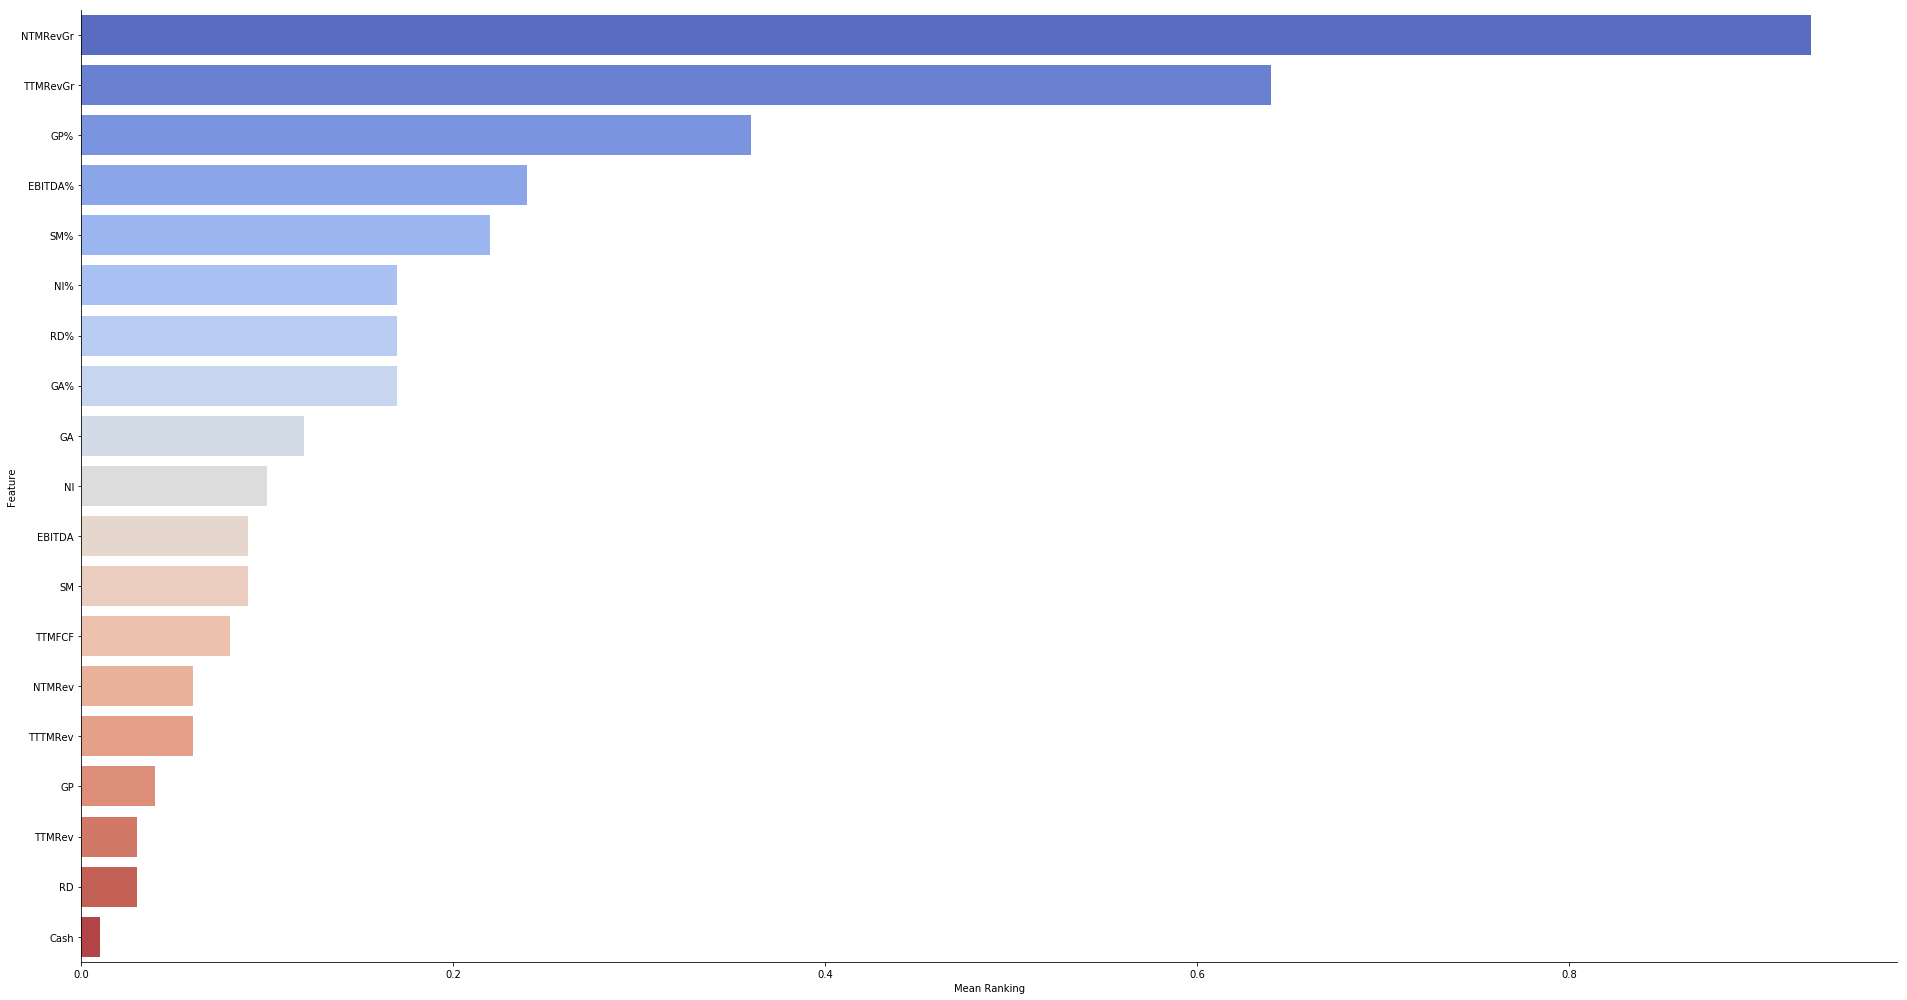 NTMRevGr
TTMRevGr
GP%
EBITDA%
SM%
NI%
RD%
GA%
GA
NI
EBITDA
SM
TTMFCF
NTMRev
TTTMRev
GP
TTMRev
RD
Cash
Feature
0.0 0.2 0.4 0.6 0.8
Mean Ranking